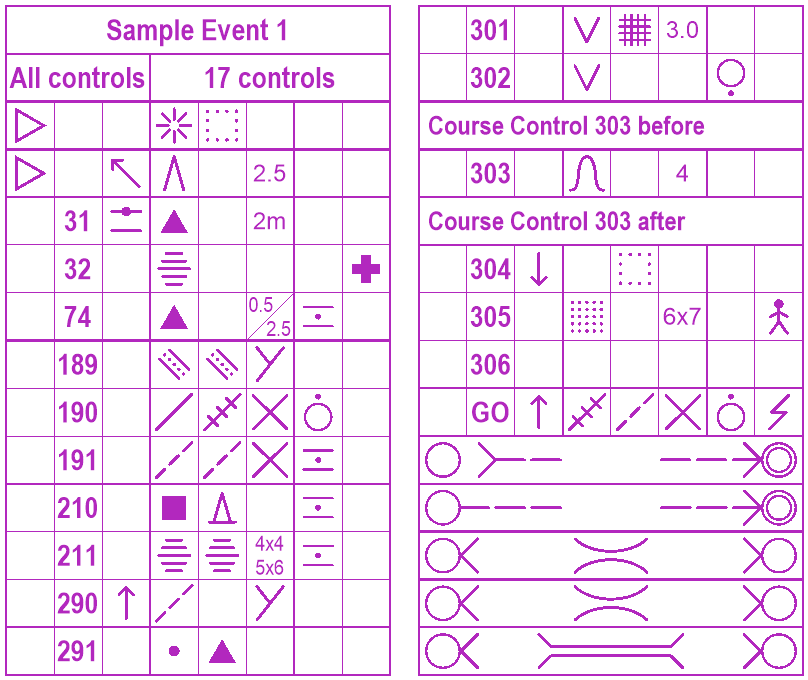 Sample Event 1
All controls 17 controls
2.5
31 2m
32
74 0.5 2.5
189
190
191
210
211 4x4
5x6
290
291
301 3.0
302
Course Control 303 before
303 4
Course Control 303 after
304
305 6x7
306
GO